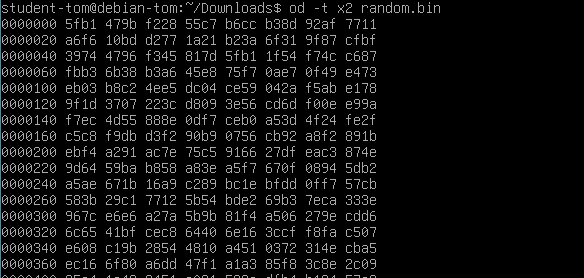 student-tom@debian-tom:~/Downloads$ od -t x2 random.bin
0000000 5fb1 479b f228 55c7 b6cc b38d 92af 7711
0000020 a6f6 10bd d277 1a21 b23a 6f31 9f87 cfbf
0000040 3974 4796 f345 817d 5fb1 1f54 f74c c687
0000060 fbb3 6b38 b3a6 45e8 75f7 0ae7 0f49 e473
0000100 eb03 b8c2 4ee5 dc04 ce59 042a f5ab e178
0000120 9f1d 3707 223c d809 3e56 cd6d f00e e99a
0000140 f7ec 4d55 888e 0df7 ceb0 a53d 4f24 fe2f
0000160 c5c8 f9db d3f2 90b9 0756 cb92 a8f2 891b
0000200 ebf4 a291 ac7e 75c5 9166 27df eac3 874e
0000220 9d64 59ba b858 a83e a5f7 670f 0894 5db2
0000240 a5ae 671b 16a9 c289 bc1e bfdd 0ff7 57cb
0000260 583b 29c1 7712 5b54 bde2 69b3 7eca 333e
0000300 967c e6e6 a27a 5b9b 81f4 a506 279e cdd6
0000320 6c65 41bf cec8 6440 6e16 3ccf f8fa c507
0000340 e608 c19b 2854 4810 a451 0372 314e cba5
0000360 ec16 6f80 a6dd 47f1 a1a3 85f8 3c8e 2c09